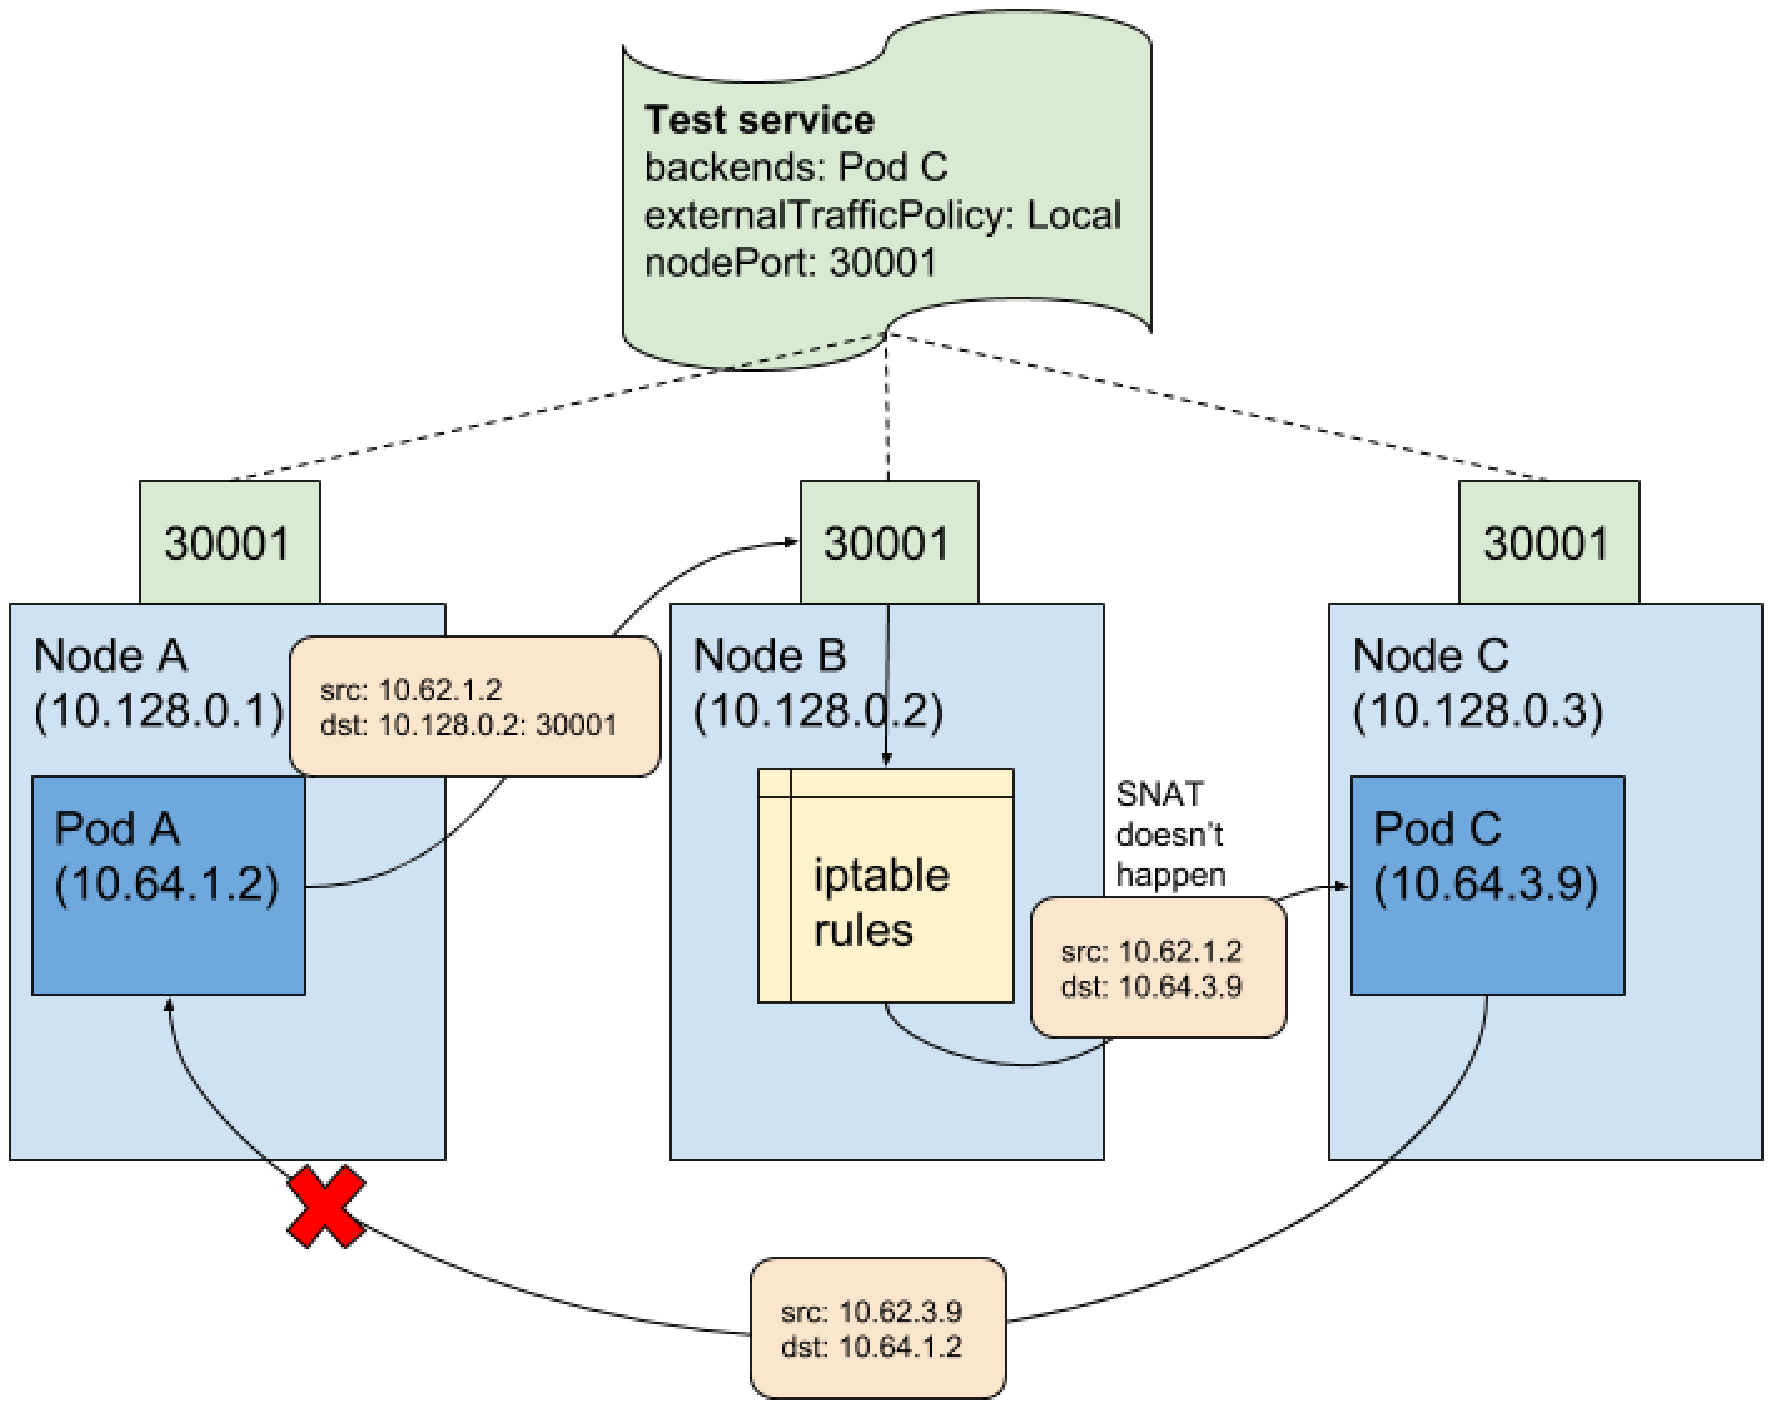 Test service
backends: Pod C
externalTrafficPolicy: Local
nodePort: 30001
30001
30001
30001
Node A
(10.128.0.1)
src: 10.62.1.2
dst: 10.128.0.2: 30001
Pod A
(10.64.1.2)
Node B
(10.128.0.2)
iptable
rules
SNAT
doesn't
happen
src: 10.62.1.2
dst: 10.64.3.9
Node C
(10.128.0.3)
Pod C
(10.64.3.9)
src: 10.62.3.9
dst: 10.64.1.2